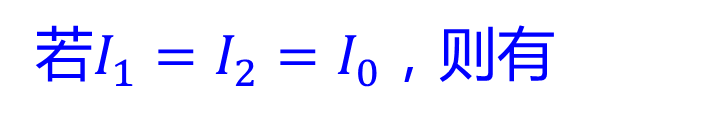 若I₁ = I₂ = I₀，则有